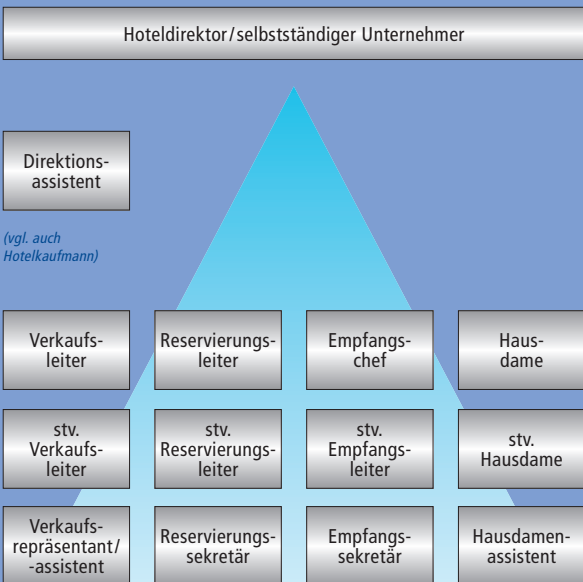 Hoteldirektor/selbstständiger Unternehmer
Direktions-
assistent
(vgl. auch
Hotelkaufmann)
Verkaufs-
leiter
Reservierungs-
leiter
Empfangs-
chef
Haus-
dame
stv.
Verkaufs-
leiter
stv.
Reservierungs-
leiter
stv.
Empfangs-
leiter
stv.
Hausdame
Verkaufs-
repräsentant/
-assistent
Reservierungs-
sekretär
Empfangs-
sekretär
Hausdamen-
assistent